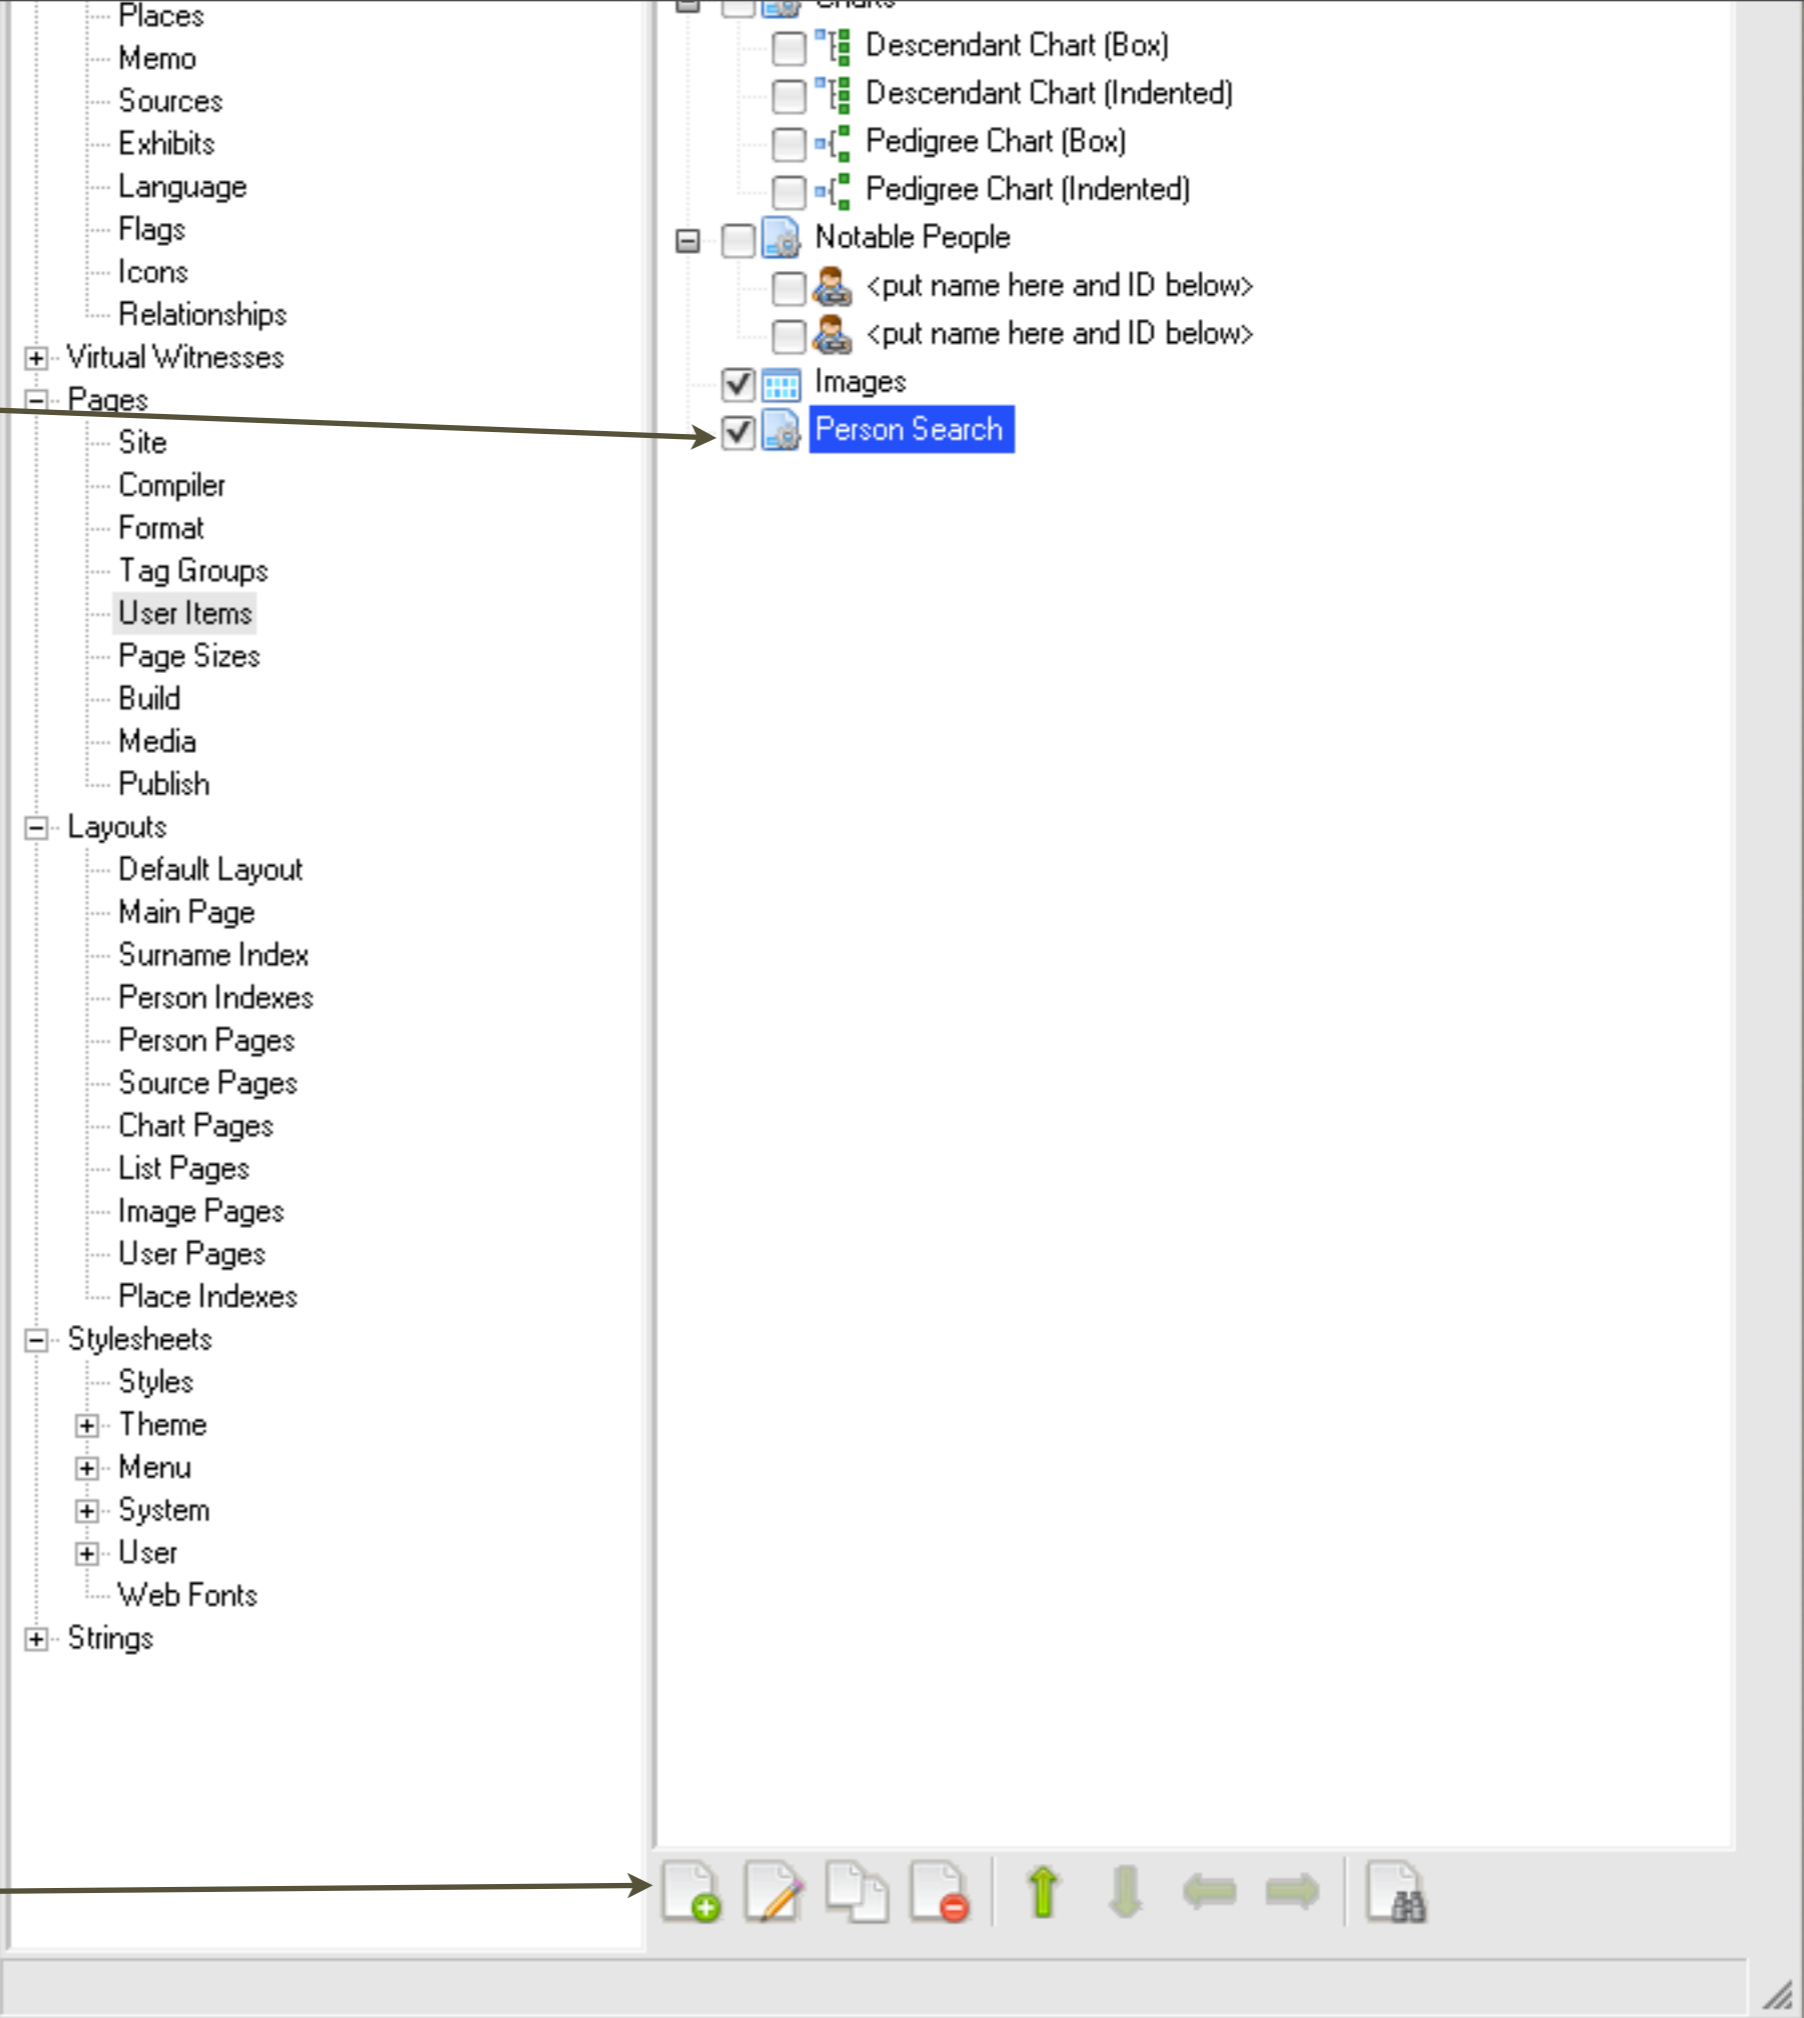 Places
Memo
Sources
Exhibits
Language
Flags
Icons
Relationships
Virtual Witnesses
Pages
Site
Compiler
Format
Tag Groups
User Items
Page Sizes
Build
Media
Publish
Layouts
Default Layout
Main Page
Surname Index
Person Indexes
Person Pages
Source Pages
Chart Pages
List Pages
Image Pages
User Pages
Place Indexes
Stylesheets
Styles
Theme
Menu
System
User
Web Fonts
Strings
Charts
Descendant Chart (Box)
Descendant Chart (Indented)
Pedigree Chart (Box)
Pedigree Chart (Indented)
Notable People
<put name here and ID below>
<put name here and ID below>
Images
Person Search